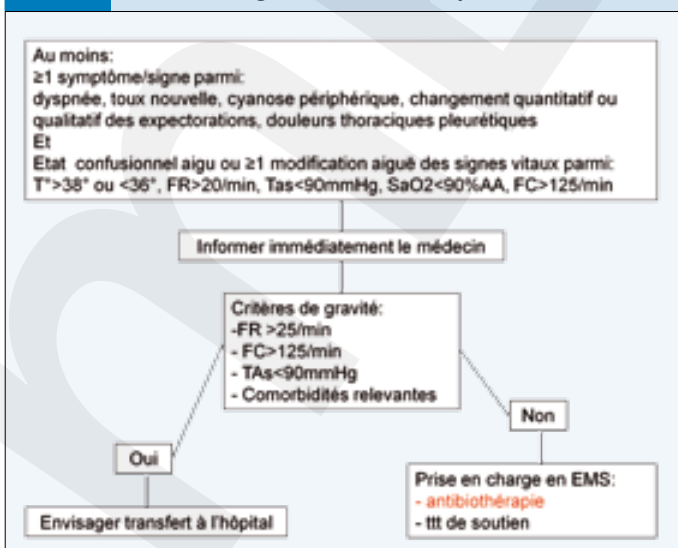 Au moins:
≥1 symptôme/signe parmi:
dyspnée, toux nouvelle, cyanose périphérique, changement quantitatif ou
qualitatif des expectorations, douleurs thoraciques pleurétiques
Et
Etat confusionnel aigu ou ≥1 modification aiguë des signes vitaux parmi:
T°>38° ou <36°, FR>20/min, Tas<90mmHg, SaO2<90%AA, FC>125/min
Informer immédiatement le médecin
Critères de gravité:
-FR >25/min
- FC>125/min
- TAs<90mmHg
- Comorbidités relevantes
Non
Oui
Prise en charge en EMS:
- antibiothérapie
- ttt de soutien
Envisager transfert à l'hôpital